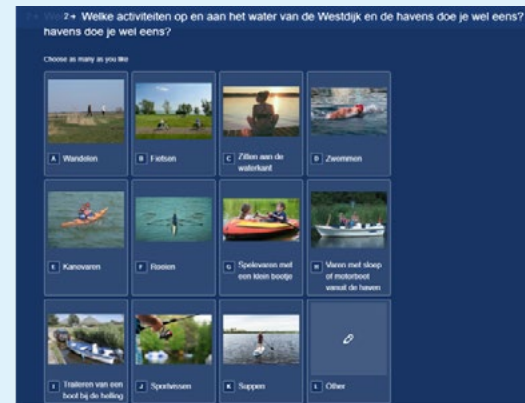 2→ Welke activiteiten op en aan het water van de Westdijk en de havens doe je wel eens?
havens doe je wel eens?
Choose as many as you like
A Wandelen
B Fietsen
C Zitten aan de
waterkant
D Zwemmen
E Kanovaren
F Roeien
G Spelevaren met
een klein bootje
H Varen met sloep
of motorboot
vanuit de haven
I Traileren van een
boot bij de helling
J Sportvissen
K Suppen
L Other